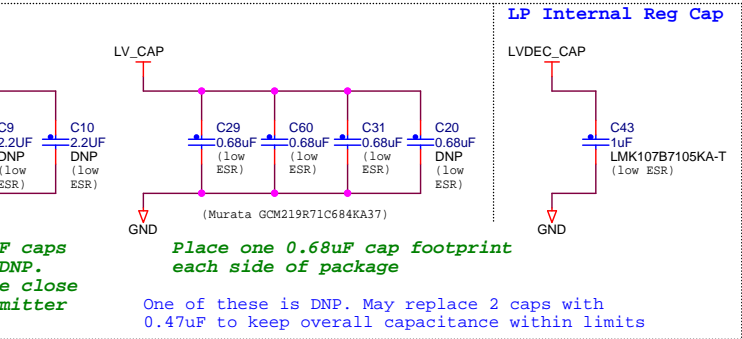 LP Internal Reg Cap
LV_CAP
LVDEC_CAP
C9
2.2UF
DNP
(low
ESR)
C10
2.2UF
DNP
(low
ESR)
C29
0.68uF
(low
ESR)
C60
0.68uF
(low
ESR)
C31
0.68uF
(low
ESR)
C20
0.68uF
DNP
(low
ESR)
C43
1uF
LMK107B7105KA-T
(low ESR)
(Murata GCM219R71C684KA37)
GND
GND
F caps
DNP.
e close
mitter
Place one 0.68uF cap footprint
each side of package
One of these is DNP. May replace 2 caps with
0.47uF to keep overall capacitance within limits